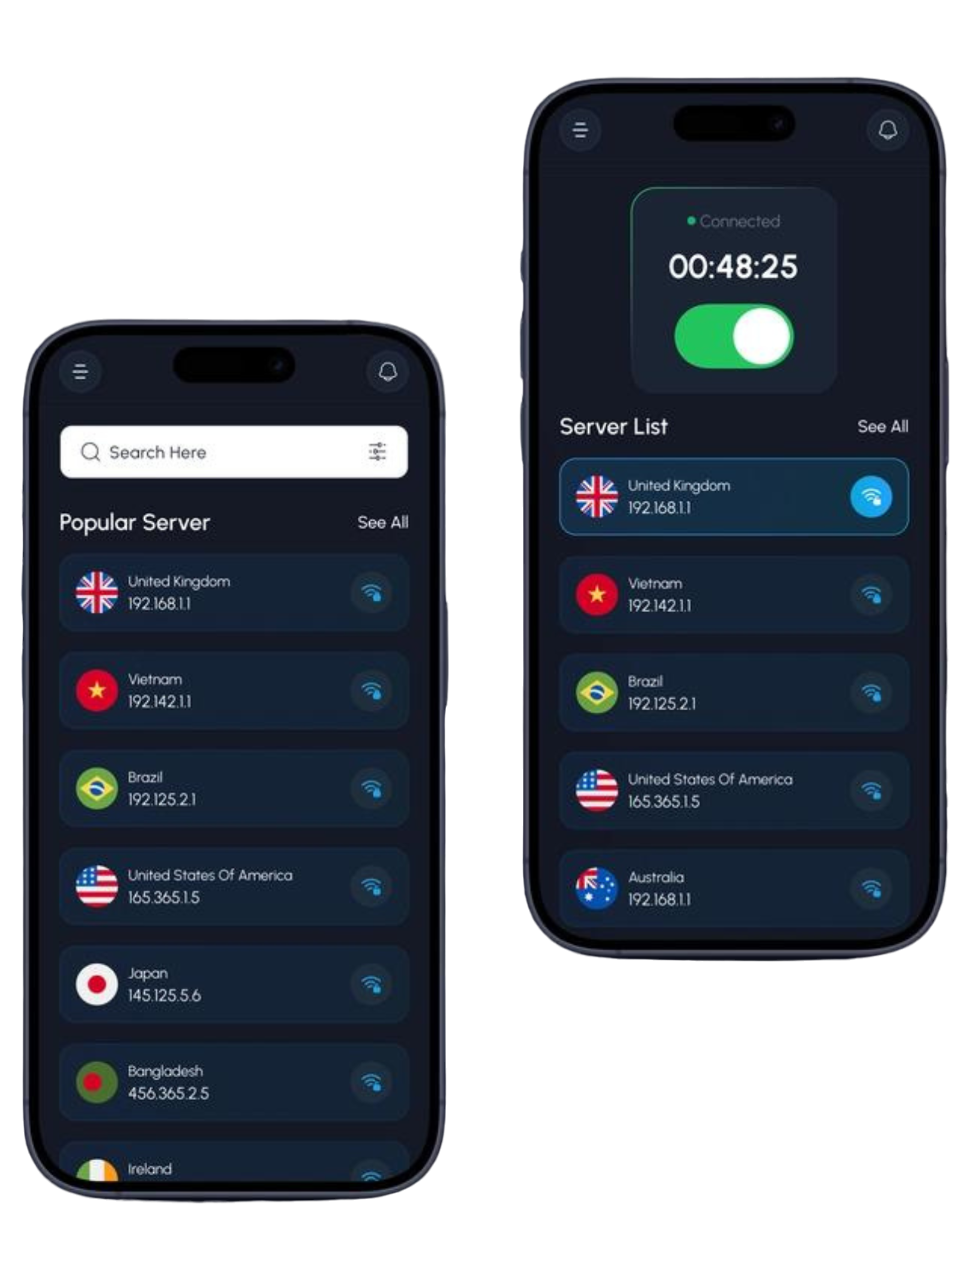 Search Here
Popular Server See All
United Kingdom
192.168.1.1
Vietnam
192.142.1.1
Brazil
192.125.2.1
United States Of America
165.365.1.5
Japan
145.125.5.6
Bangladesh
456.365.2.5
Ireland
Connected
00:48:25
Server List See All
United Kingdom
192.168.1.1
Vietnam
192.142.1.1
Brazil
192.125.2.1
United States Of America
165.365.1.5
Australia
192.168.1.1